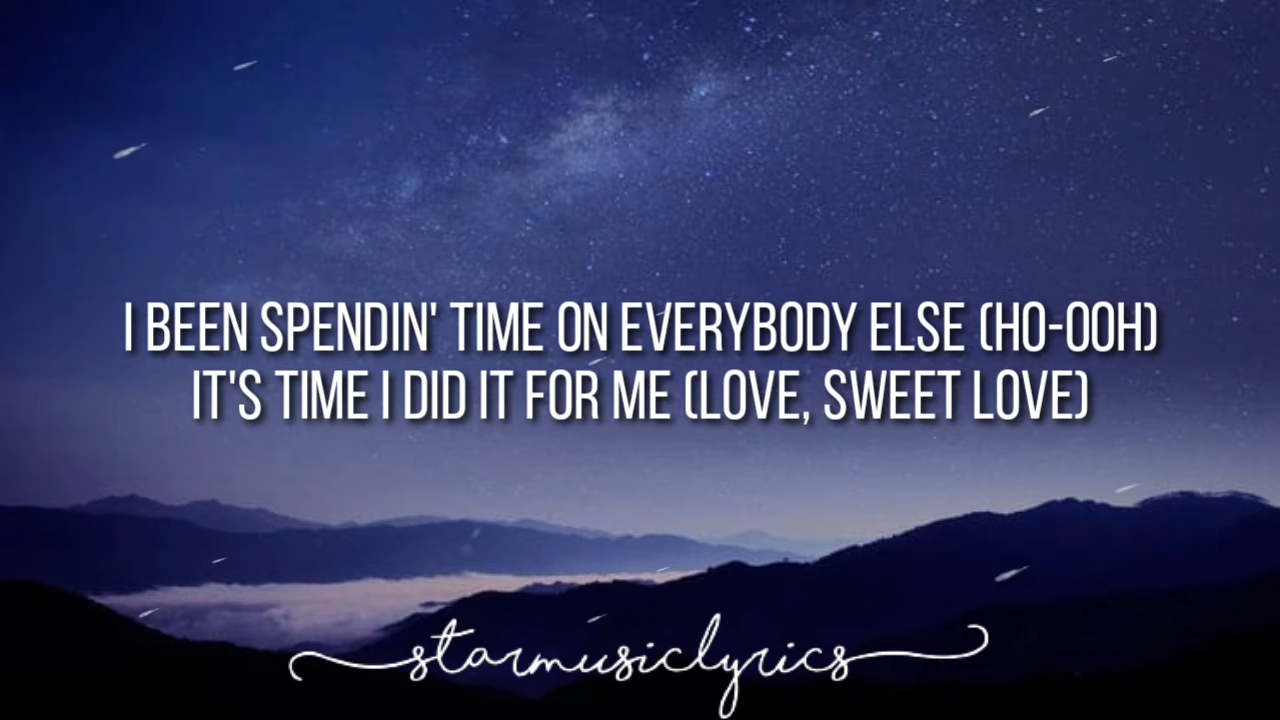 I BEEN SPENDIN' TIME ON EVERYBODY ELSE (HO-OOH)
IT'S TIME I DID IT FOR ME (LOVE, SWEET LOVE)
starmusiclyrics